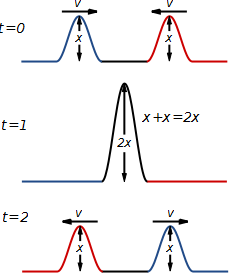 v v
t=0 x x
x+x=2x
t=1 2x
t=2 v v
x x